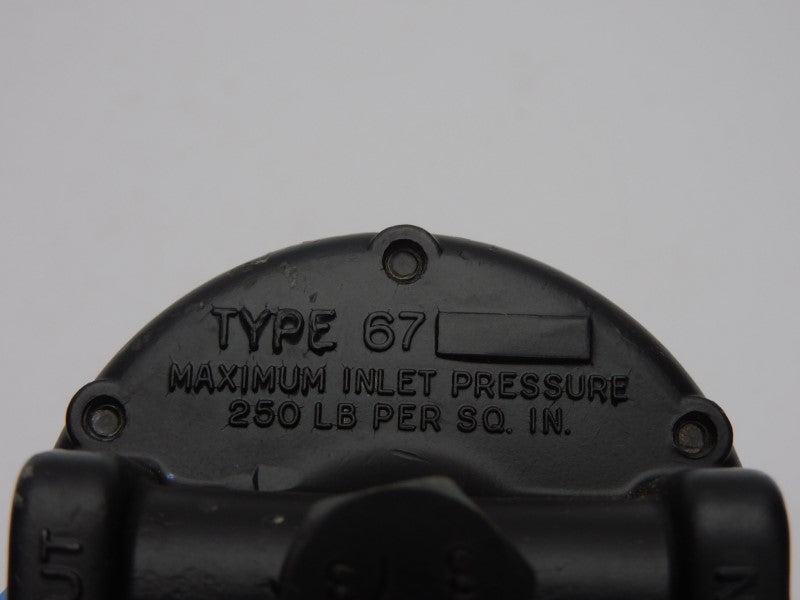 TYPE 67
MAXIMUM INLET PRESSURE
250 LB PER SQ. IN.